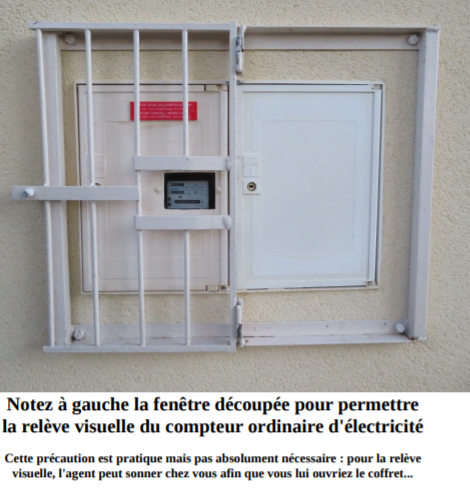 Notez à gauche la fenêtre découpée pour permettre
la relève visuelle du compteur ordinaire d'électricité
Cette précaution est pratique mais pas absolument nécessaire : pour la relève
visuelle, l'agent peut sonner chez vous afin que vous lui ouvriez le coffret...